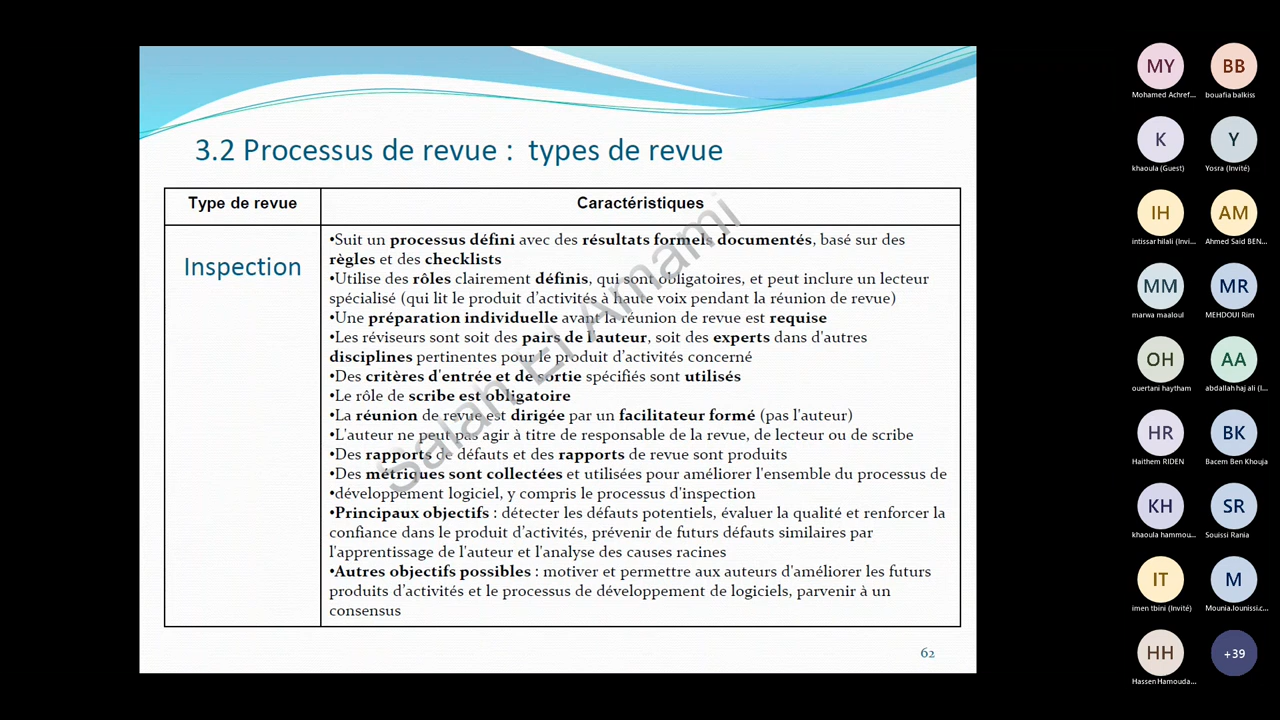 3.2 Processus de revue : types de revue
Type de revue
Caractéristiques
Inspection
•Suit un processus défini avec des résultats formels documentés, basé sur des
règles et des checklists
•Utilise des rôles clairement définis, qui sont obligatoires, et peut inclure un lecteur
spécialisé (qui lit le produit d'activités à haute voix pendant la réunion de revue)
•Une préparation individuelle avant la réunion de revue est requise
•Les réviseurs sont soit des pairs de l'auteur, soit des experts dans d'autres
disciplines pertinentes pour le produit d'activités concerné
•Des critères d'entrée et de sortie spécifiés sont utilisés
•Le rôle de scribe est obligatoire
•La réunion de revue est dirigée par un facilitateur formé (pas l'auteur)
•L'auteur ne peut pas agir à titre de responsable de la revue, de lecteur ou de scribe
•Des rapports de défauts et des rapports de revue sont produits
•Des métriques sont collectées et utilisées pour améliorer l'ensemble du processus de
•développement logiciel, y compris le processus d'inspection
•Principaux objectifs : détecter les défauts potentiels, évaluer la qualité et renforcer la
confiance dans le produit d'activités, prévenir de futurs défauts similaires par
l'apprentissage de l'auteur et l'analyse des causes racines
•Autres objectifs possibles : motiver et permettre aux auteurs d'améliorer les futurs
produits d'activités et le processus de développement de logiciels, parvenir à un
consensus
Salah El Amami
62
MY
BB
Mohamed Achref...
bouafia balkiss
K
Y
khaoula (Guest)
Yosra (Invité)
IH
AM
intissar hilali (Invi...
Ahmed Said BEN...
MM
MR
marwa maaloul
MEHDOUI Rim
OH
AA
ouertani haytham
abdallah haj ali (I...
HR
BK
Haithem RIDEN
Bacem Ben Khouja
KH
SR
khaoula hammou...
Souissi Rania
IT
M
imen tbini (Invité)
Mounia.lounissi.c...
HH
+39
Hassen Hamouda...